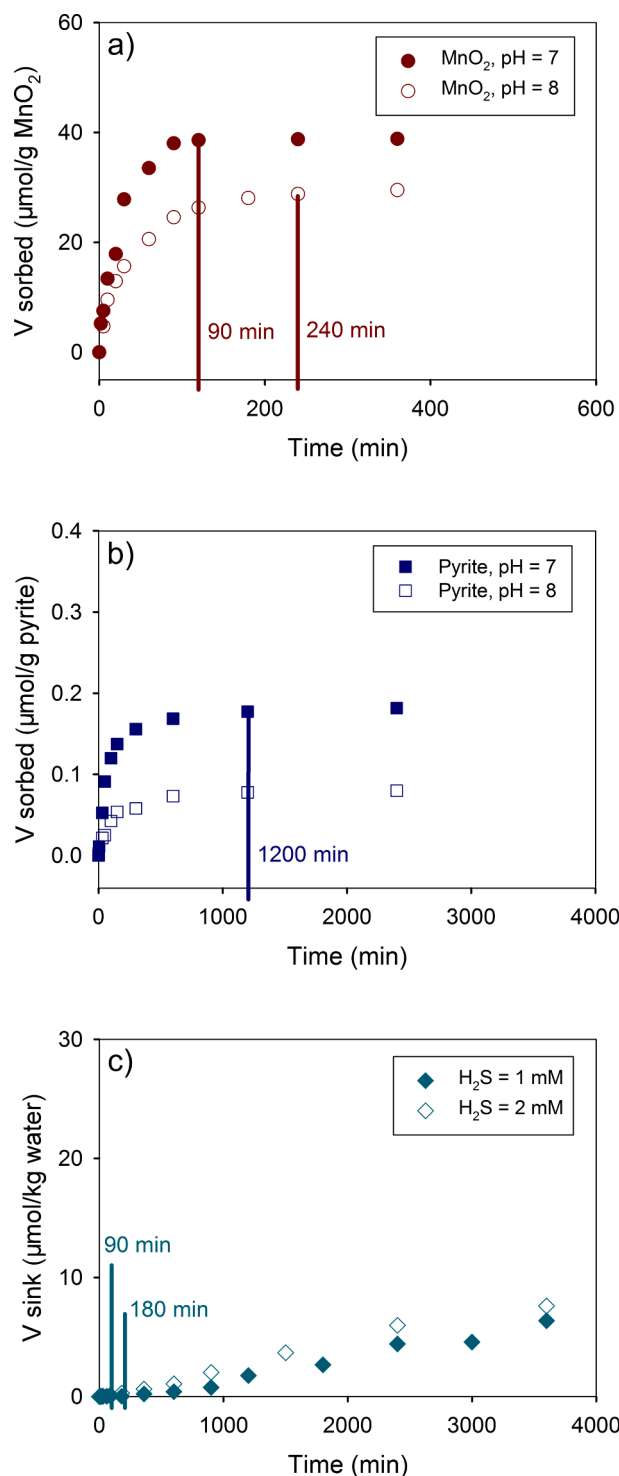 a)
MnO₂, pH = 7
MnO₂, pH = 8
V sorbed (µmol/g MnO₂)
60
40
20
0
90 min
240 min
0
200
400
600
Time (min)
b)
Pyrite, pH = 7
Pyrite, pH = 8
V sorbed (µmol/g pyrite)
0.4
0.3
0.2
0.1
0.0
1200 min
0
1000
2000
3000
4000
Time (min)
c)
H₂S = 1 mM
H₂S = 2 mM
V sink (µmol/kg water)
30
20
10
0
90 min
180 min
0
1000
2000
3000
4000
Time (min)